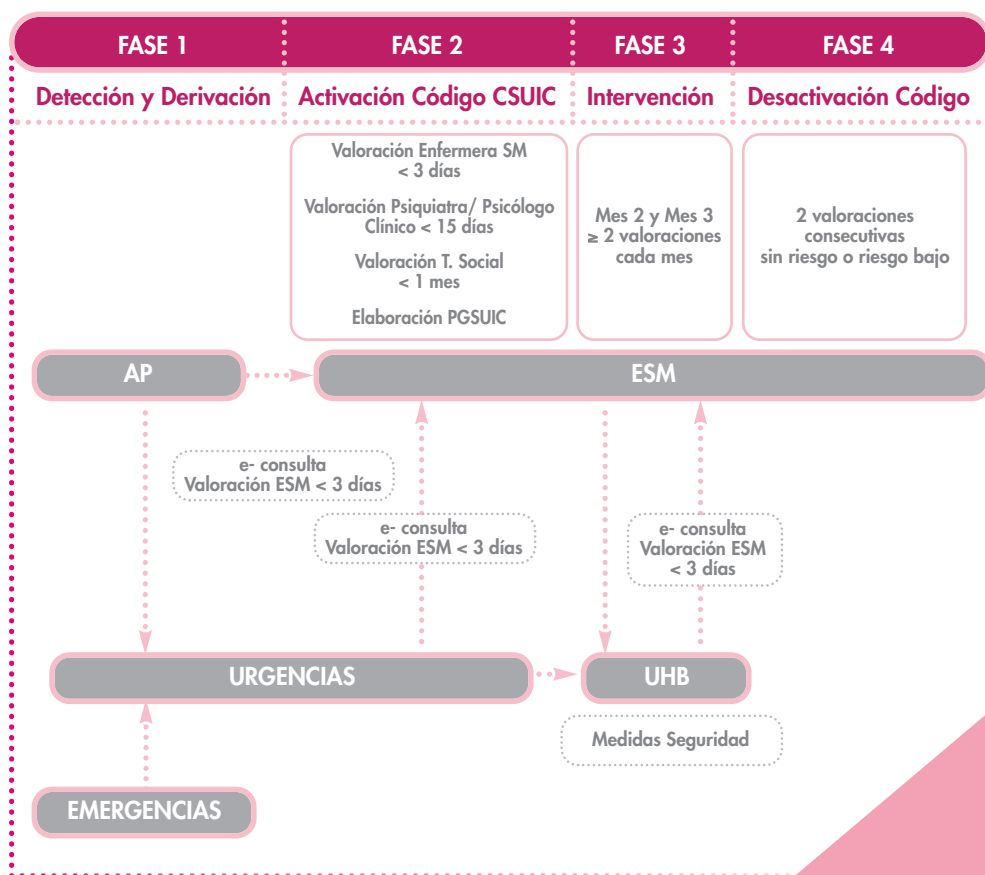 FASE 1
FASE 2
FASE 3
FASE 4
Detección y Derivación
Activación Código CSUIC
Intervención
Desactivación Código
Valoración Enfermera SM
< 3 días
Valoración Psiquiatra/ Psicólogo
Clínico < 15 días
Valoración T. Social
< 1 mes
Elaboración PGSUIC
Mes 2 y Mes 3
≥ 2 valoraciones
cada mes
2 valoraciones
consecutivas
sin riesgo o riesgo bajo
AP
ESM
e- consulta
Valoración ESM < 3 días
e- consulta
Valoración ESM < 3 días
e- consulta
Valoración ESM
< 3 días
URGENCIAS
UHB
Medidas Seguridad
EMERGENCIAS